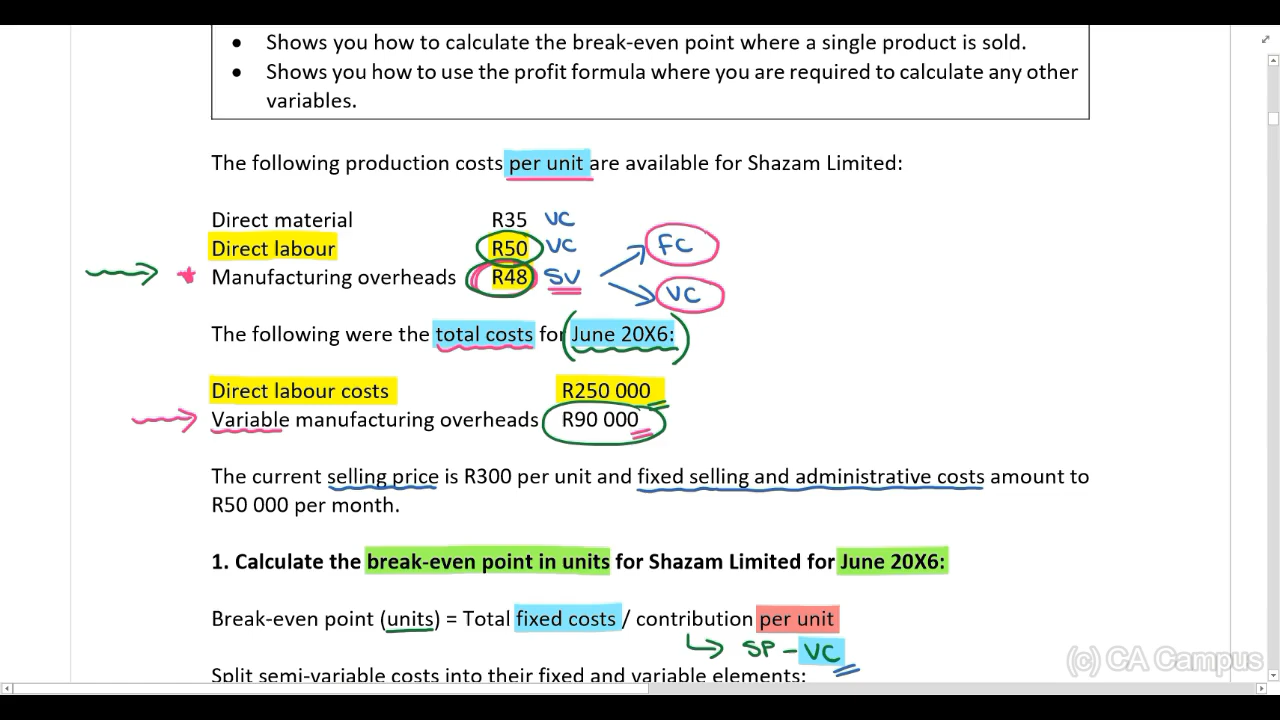 • Shows you how to calculate the break-even point where a single product is sold.
• Shows you how to use the profit formula where you are required to calculate any other
variables.
The following production costs per unit are available for Shazam Limited:
Direct material R35 VC
Direct labour R50 VC FC
* Manufacturing overheads R48 SV
VC
The following were the total costs for (June 20X6:)
Direct labour costs R250 000
Variable manufacturing overheads R90 000
The current selling price is R300 per unit and fixed selling and administrative costs amount to
R50 000 per month.
1. Calculate the break-even point in units for Shazam Limited for June 20X6:
Break-even point (units) = Total fixed costs / contribution per unit
SP - VC
(c) CA Campus
Split semi-variable costs into their fixed and variable elements: